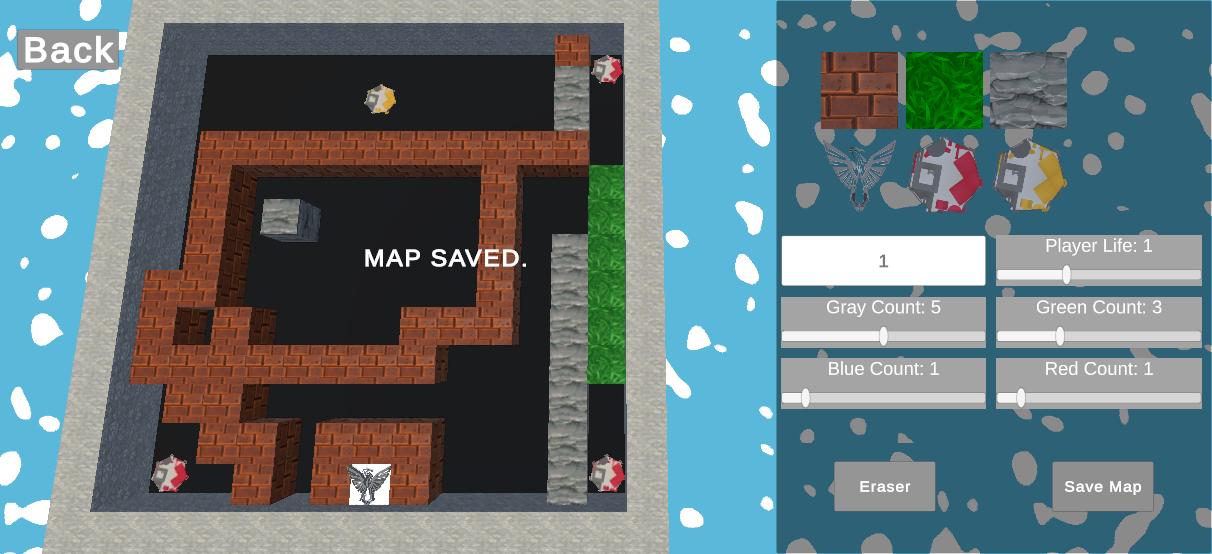 Back
MAP SAVED.
1
Player Life: 1
Gray Count: 5
Green Count: 3
Blue Count: 1
Red Count: 1
Eraser
Save Map